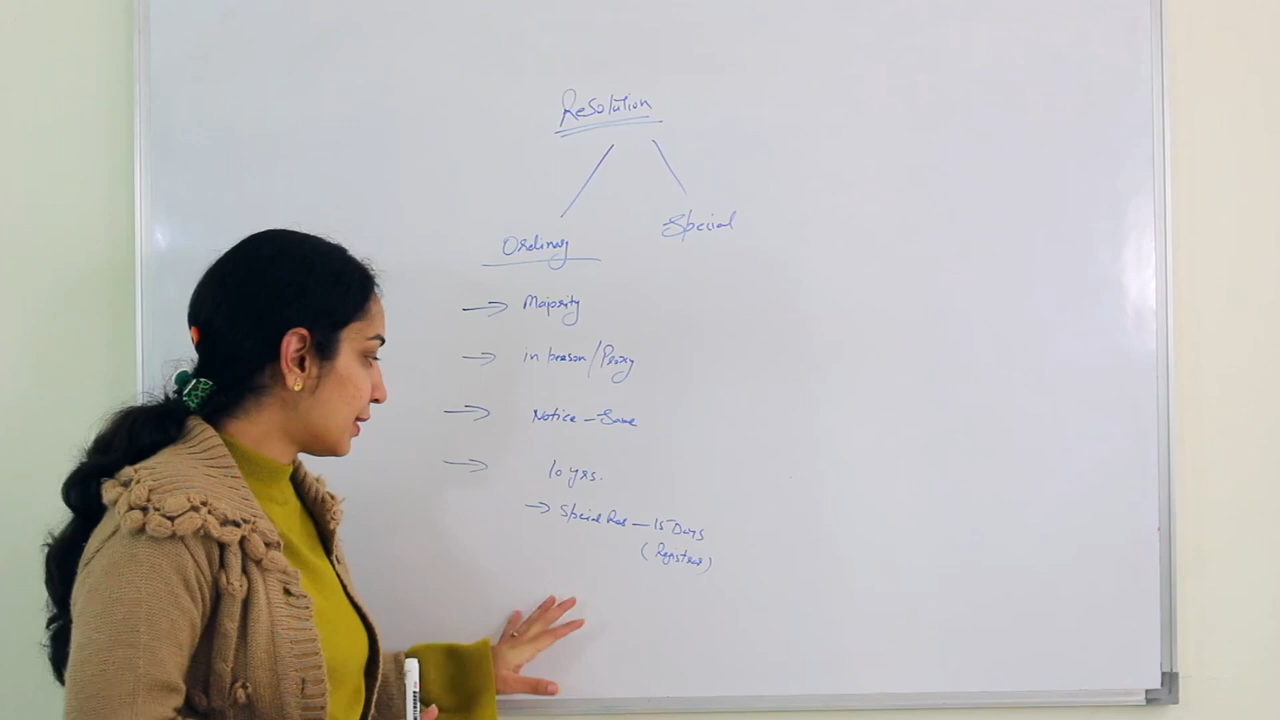 Resolution
Special
Ordinary
→ Majority
→ in person/Proxy
→ Notice – Same
→ 10 yrs.
→ Special Res – 15 Days
(Registrar)